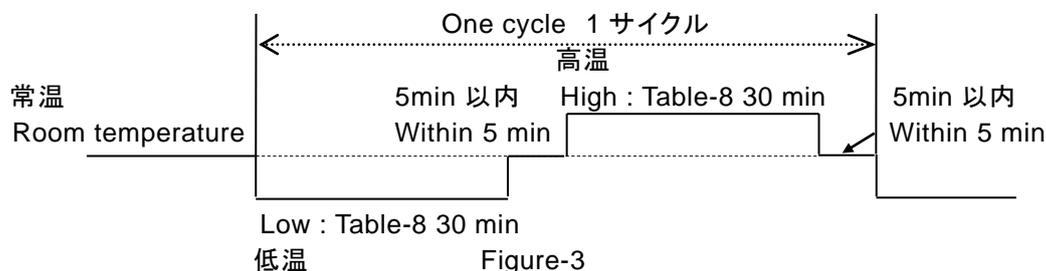 One cycle 1 サイクル
高温
常温 5min 以内 High : Table-8 30 min 5min 以内
Room temperature Within 5 min Within 5 min
Low : Table-8 30 min
低温 Figure-3